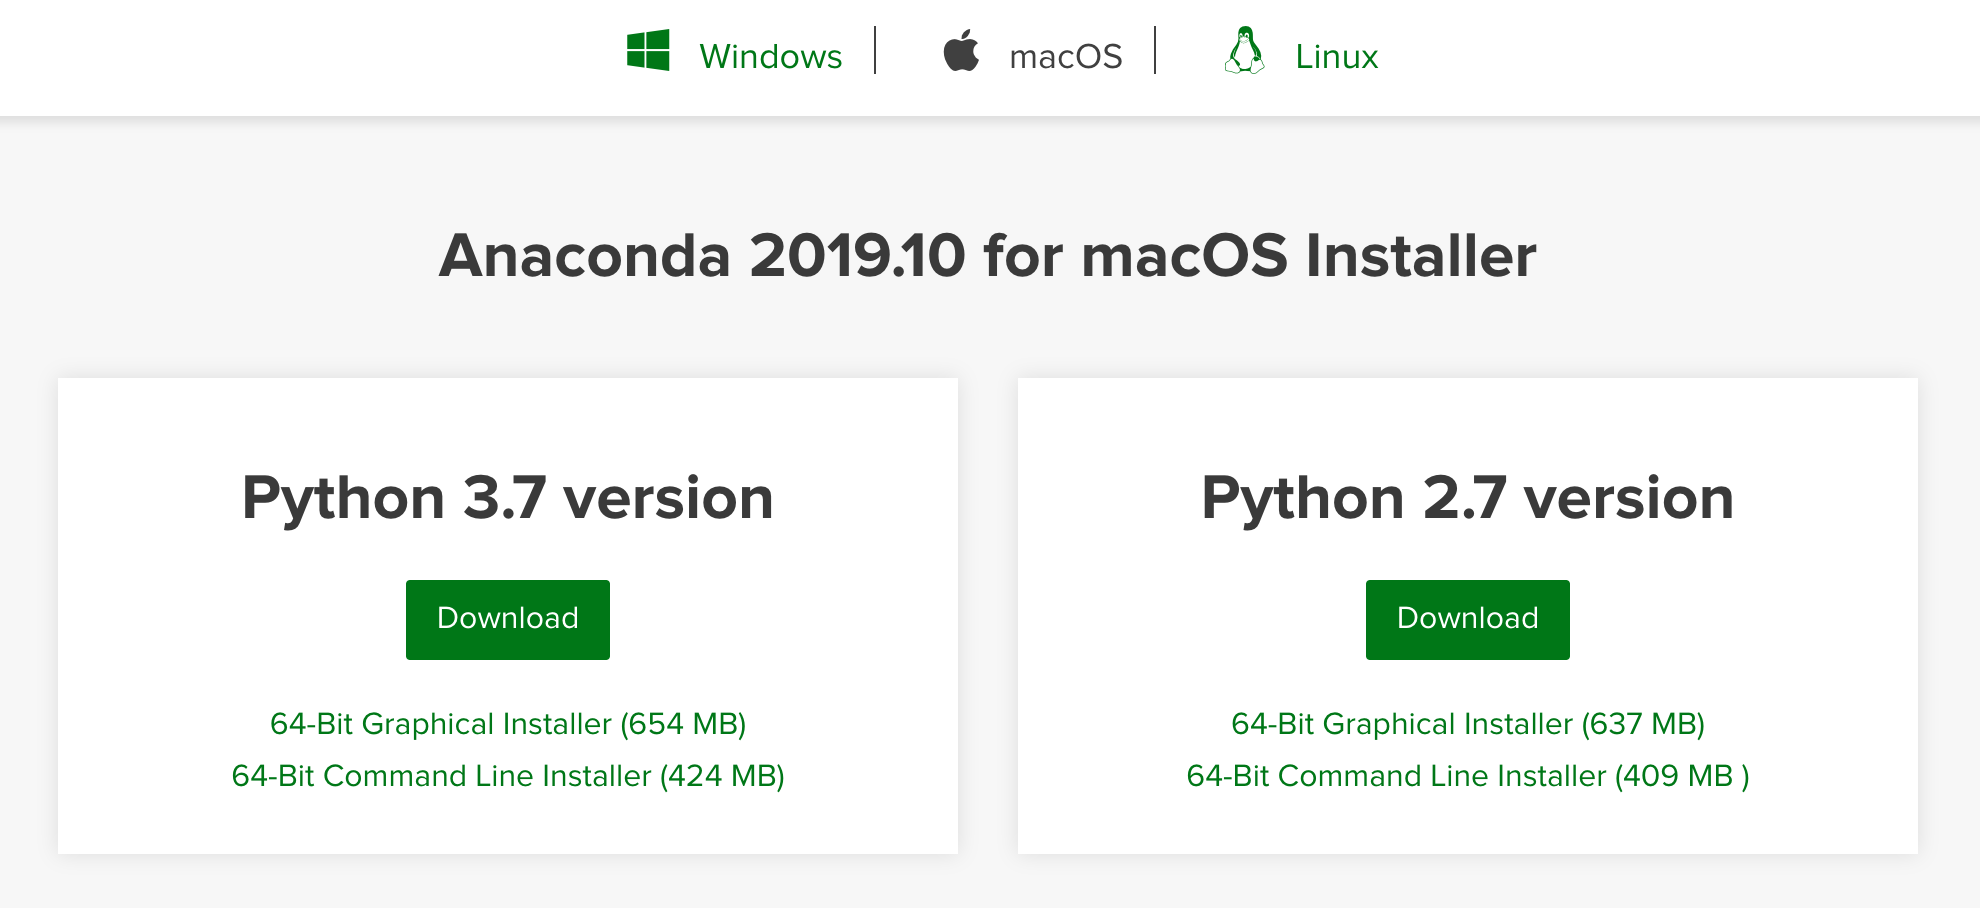 Windows
macOS
Linux
Anaconda 2019.10 for macOS Installer
Python 3.7 version
Download
64-Bit Graphical Installer (654 MB)
64-Bit Command Line Installer (424 MB)
Python 2.7 version
Download
64-Bit Graphical Installer (637 MB)
64-Bit Command Line Installer (409 MB )